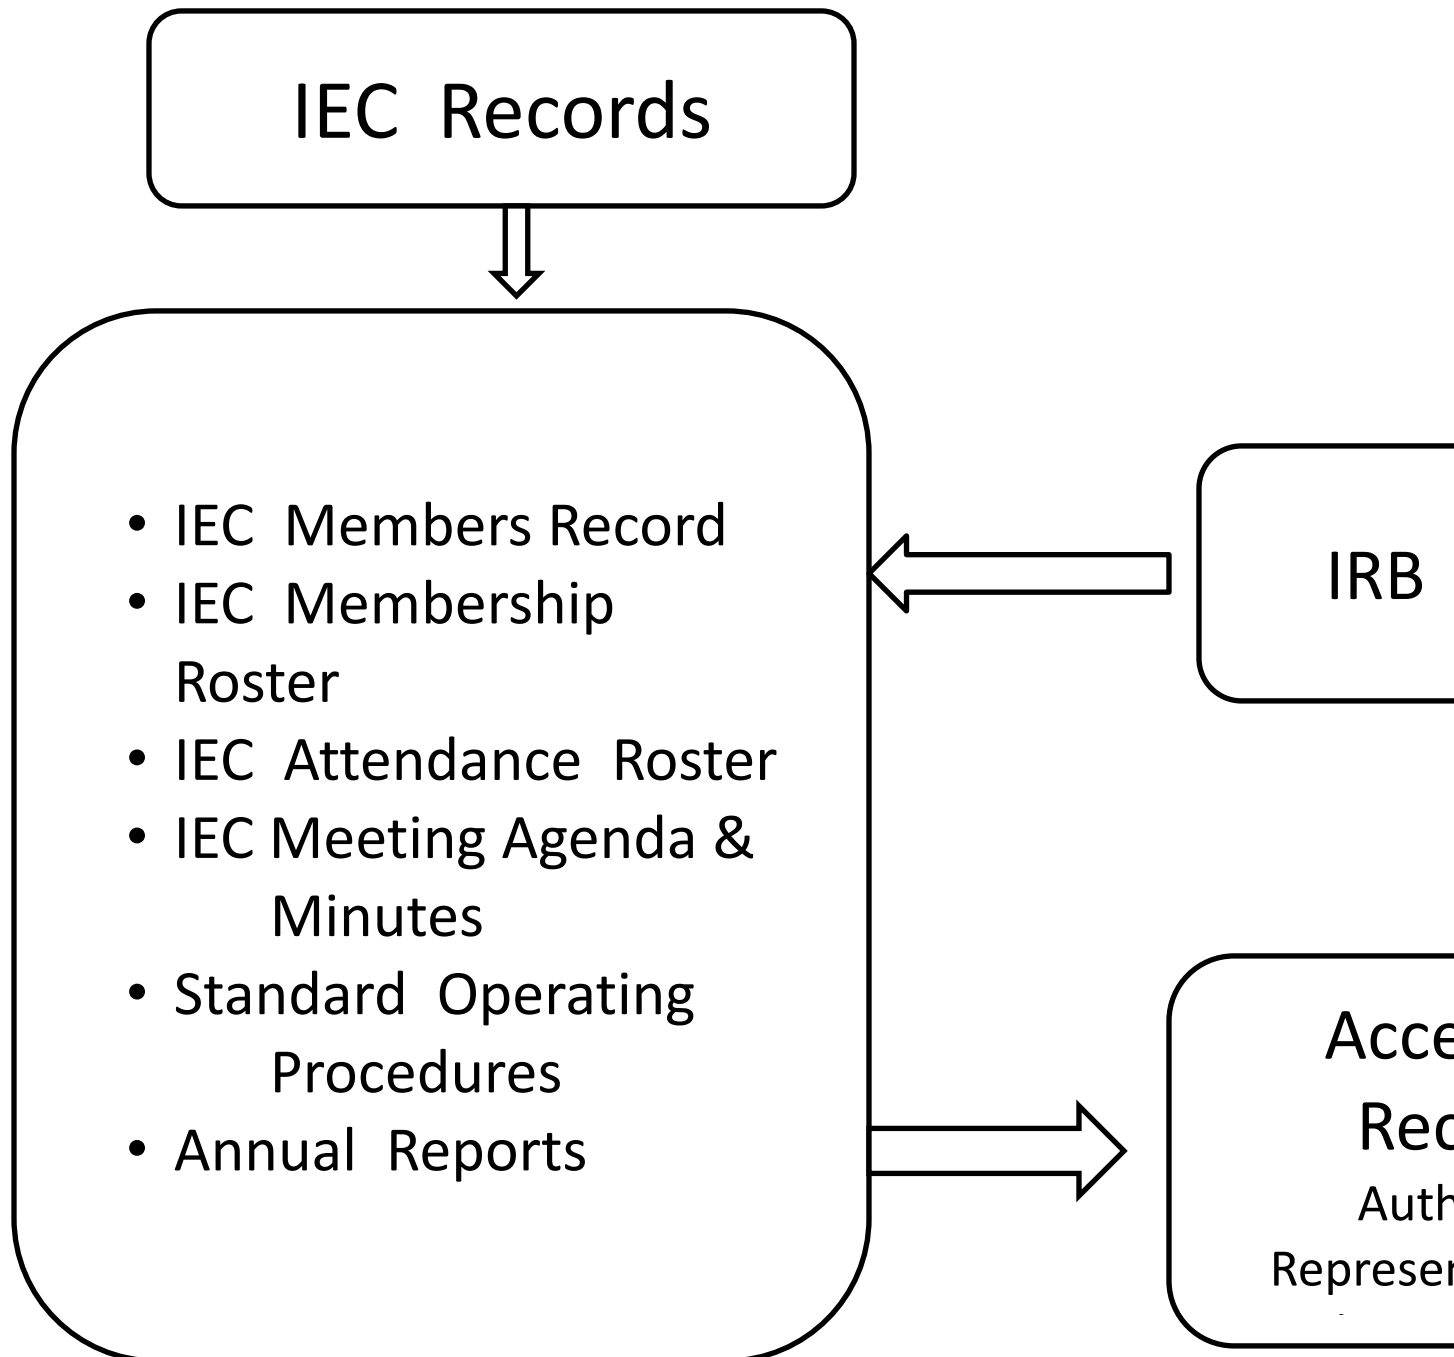 IEC Records
• IEC Members Record
• IEC Membership
Roster
• IEC Attendance Roster
• IEC Meeting Agenda &
Minutes
• Standard Operating
Procedures
• Annual Reports
IRB